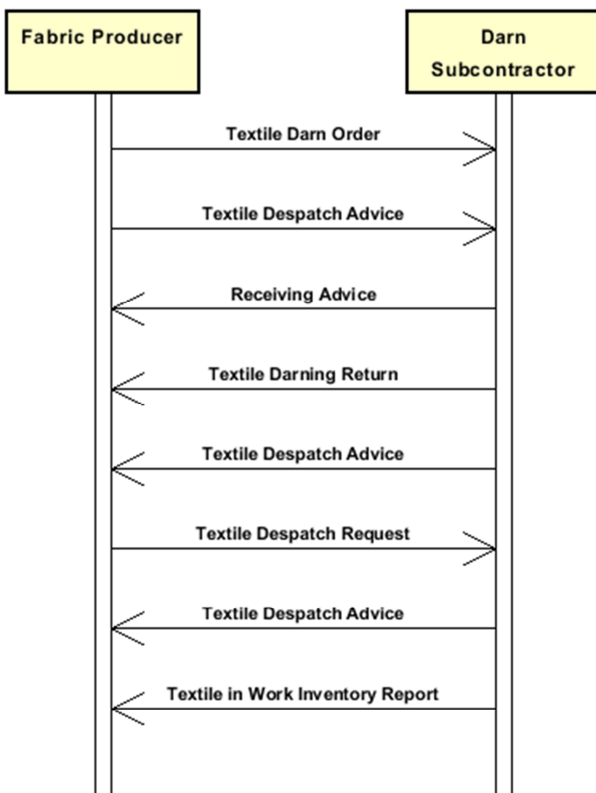 Fabric Producer
Darn
Subcontractor
Textile Darn Order
Textile Despatch Advice
Receiving Advice
Textile Darning Return
Textile Despatch Advice
Textile Despatch Request
Textile Despatch Advice
Textile in Work Inventory Report